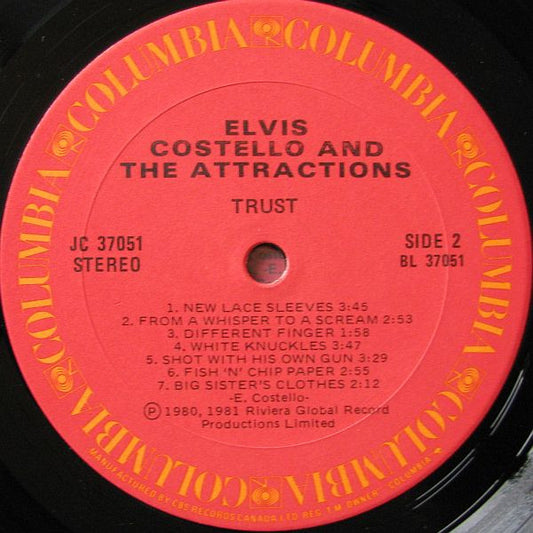 COLUMBIA COLUMBIA COLUMBIA COLUMBIA COLUMBIA COLUMBIA
ELVIS
COSTELLO AND
THE ATTRACTIONS
TRUST
JC 37051
STEREO
SIDE 2
BL 37051
1. NEW LACE SLEEVES 3:45
2. FROM A WHISPER TO A SCREAM 2:53
3. DIFFERENT FINGER 1:58
4. WHITE KNUCKLES 3:47
5. SHOT WITH HIS OWN GUN 3:29
6. FISH 'N' CHIP PAPER 2:55
7. BIG SISTER'S CLOTHES 2:12
-E. Costello-
Ⓟ 1980, 1981 Riviera Global Record
Productions Limited
MANUFACTURED BY CBS RECORDS CANADA LTD. REG. T.M. OWNER "COLUMBIA"